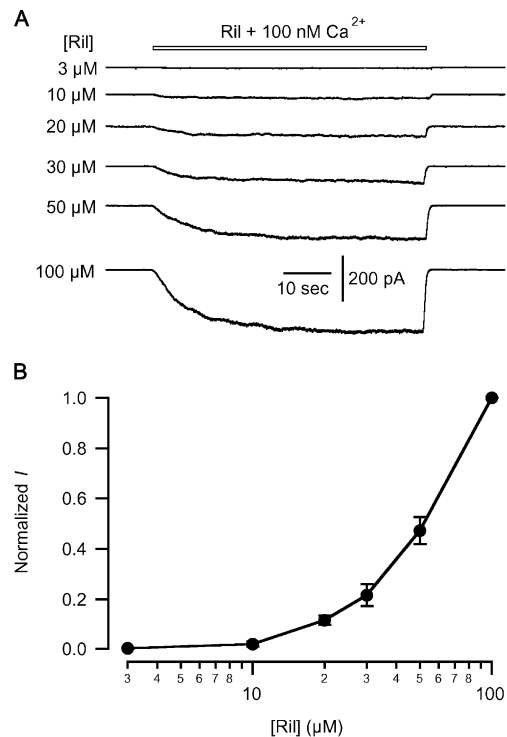 A
[Ril]
Ril + 100 nM Ca2+
3 µM
10 µM
20 µM
30 µM
50 µM
100 µM
10 sec
200 pA
B
1.0
0.8
0.6
0.4
0.2
0.0
Normalized I
3 4 5 6 7 8 10 2 3 4 5 6 7 8 100
[Ril] (µM)